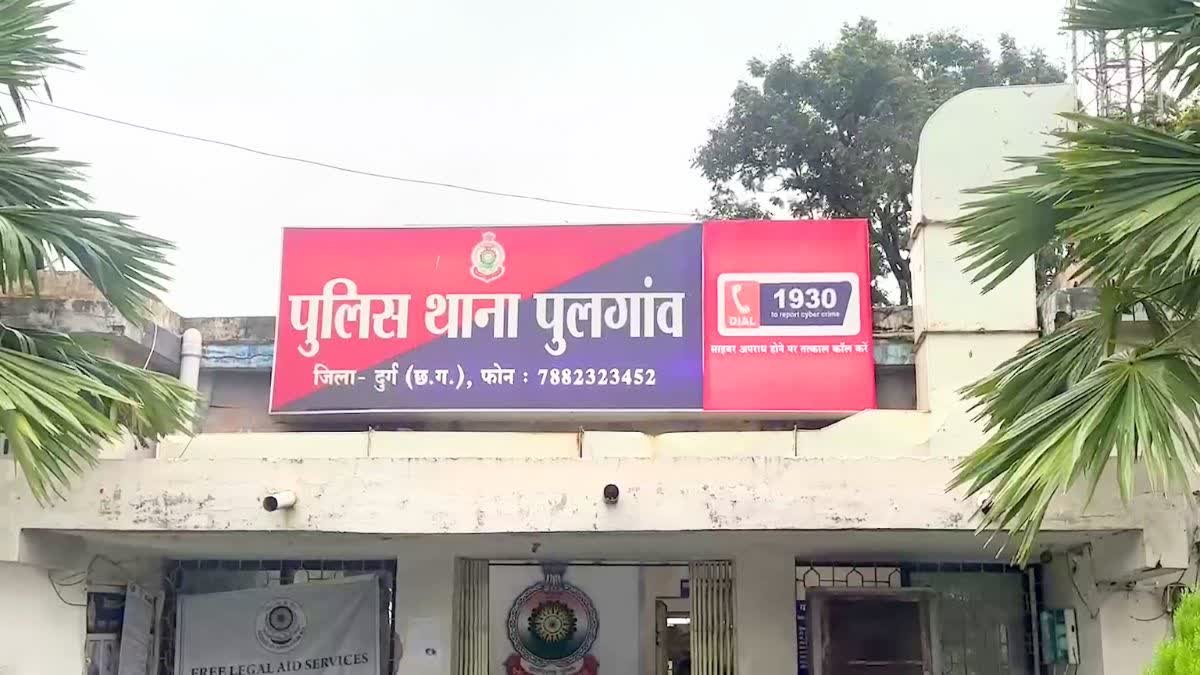 पुलिस थाना पुलगांव
जिला- दुर्ग (छ.ग.), फोन : 7882323452
DIAL
1930
to report cyber crime
साइबर अपराध होने पर तत्काल कॉल करें
FREE LEGAL AID SERVICES